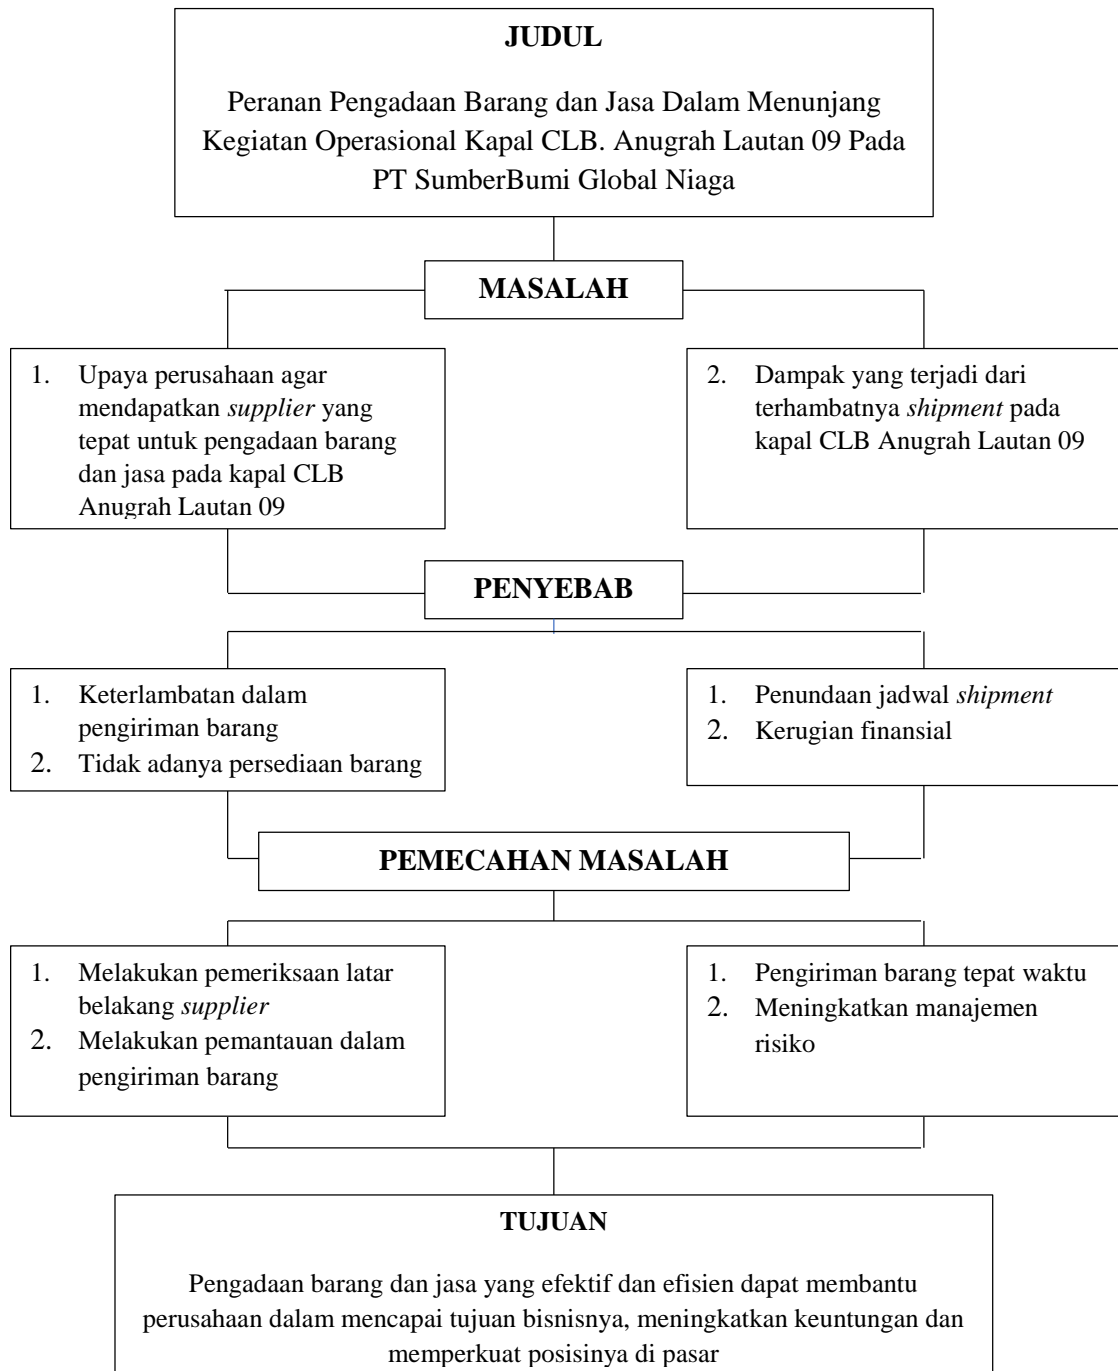 JUDUL
Peranan Pengadaan Barang dan Jasa Dalam Menunjang
Kegiatan Operasional Kapal CLB. Anugrah Lautan 09 Pada
PT SumberBumi Global Niaga
MASALAH
1. Upaya perusahaan agar
mendapatkan supplier yang
tepat untuk pengadaan barang
dan jasa pada kapal CLB
Anugrah Lautan 09
2. Dampak yang terjadi dari
terhambatnya shipment pada
kapal CLB Anugrah Lautan 09
PENYEBAB
1. Keterlambatan dalam
pengiriman barang
2. Tidak adanya persediaan barang
1. Penundaan jadwal shipment
2. Kerugian finansial
PEMECAHAN MASALAH
1. Melakukan pemeriksaan latar
belakang supplier
2. Melakukan pemantauan dalam
pengiriman barang
1. Pengiriman barang tepat waktu
2. Meningkatkan manajemen
risiko
TUJUAN
Pengadaan barang dan jasa yang efektif dan efisien dapat membantu
perusahaan dalam mencapai tujuan bisnisnya, meningkatkan keuntungan dan
memperkuat posisinya di pasar